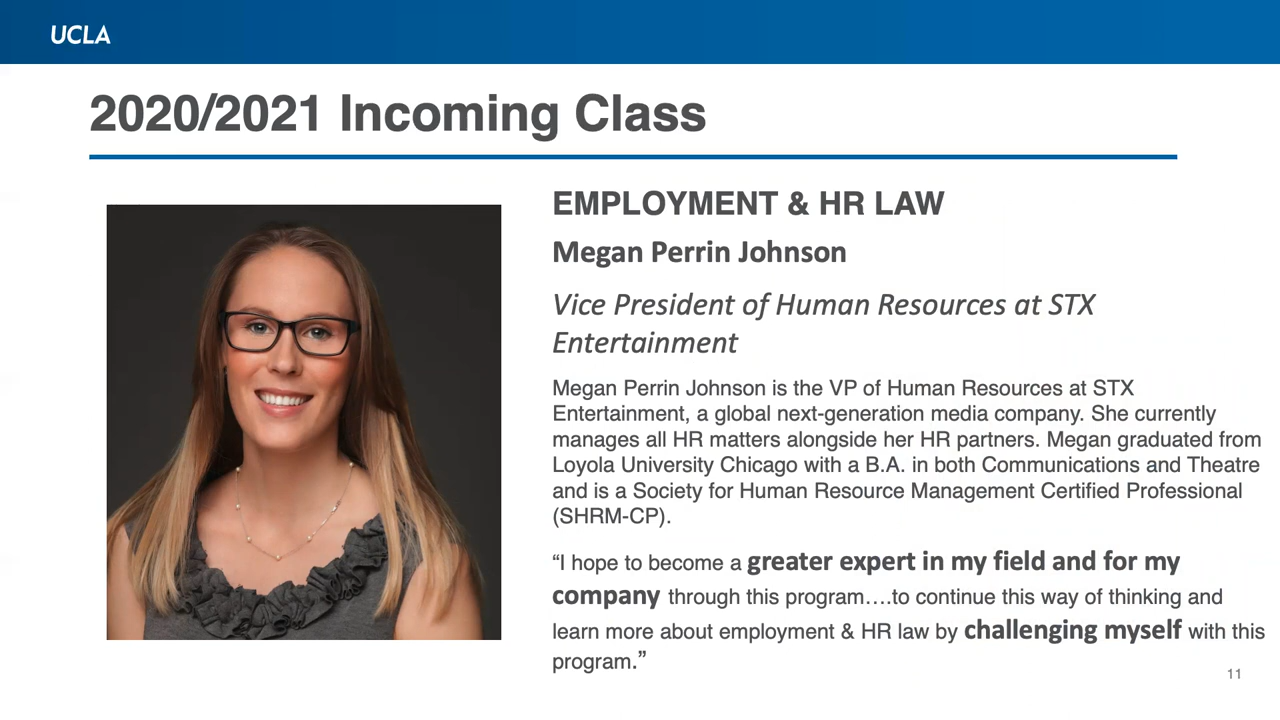 UCLA
2020/2021 Incoming Class
EMPLOYMENT & HR LAW
Megan Perrin Johnson
Vice President of Human Resources at STX
Entertainment
Megan Perrin Johnson is the VP of Human Resources at STX
Entertainment, a global next-generation media company. She currently
manages all HR matters alongside her HR partners. Megan graduated from
Loyola University Chicago with a B.A. in both Communications and Theatre
and is a Society for Human Resource Management Certified Professional
(SHRM-CP).
“I hope to become a greater expert in my field and for my
company through this program….to continue this way of thinking and
learn more about employment & HR law by challenging myself with this
program.”
11